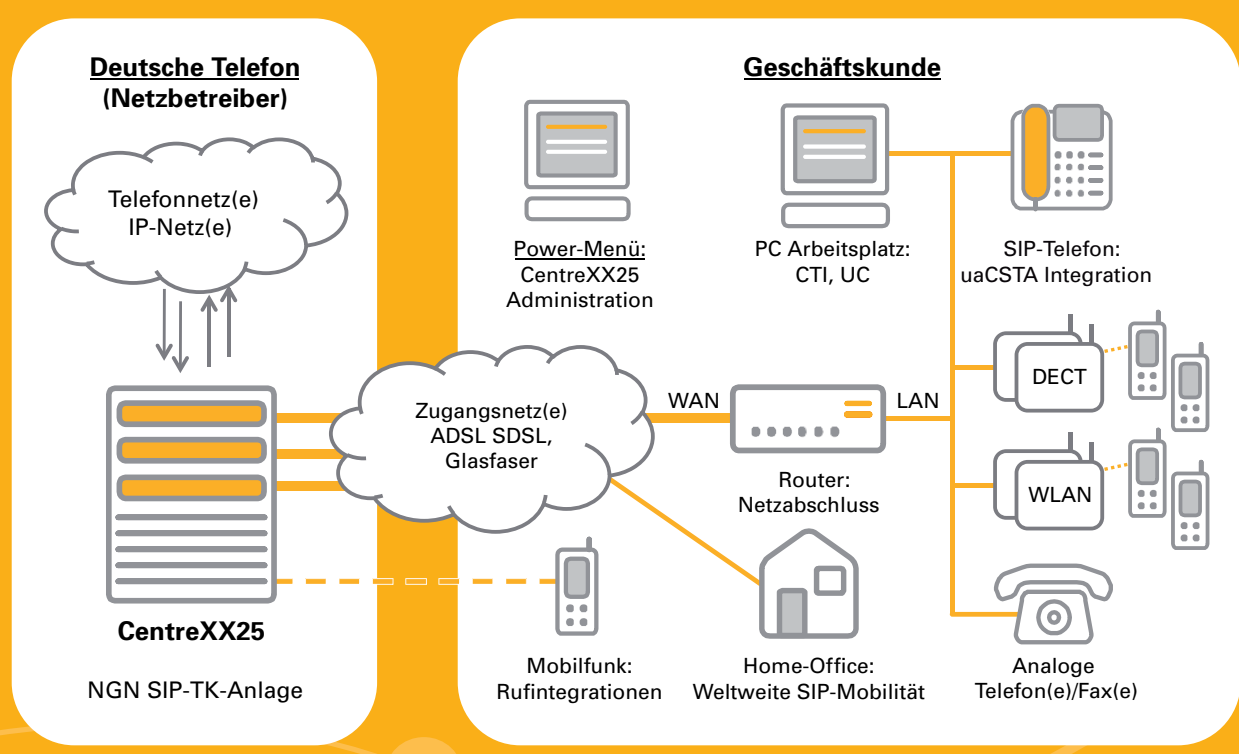 Deutsche Telefon
(Netzbetreiber)
Telefonnetz(e)
IP-Netz(e)
CentreXX25
NGN SIP-TK-Anlage
Zugangsnetz(e)
ADSL SDSL,
Glasfaser
Geschäftskunde
Power-Menü:
CentreXX25
Administration
PC Arbeitsplatz:
CTI, UC
SIP-Telefon:
uaCSTA Integration
WAN
LAN
Router:
Netzabschluss
DECT
WLAN
Mobilfunk:
Rufintegrationen
Home-Office:
Weltweite SIP-Mobilität
Analoge
Telefon(e)/Fax(e)